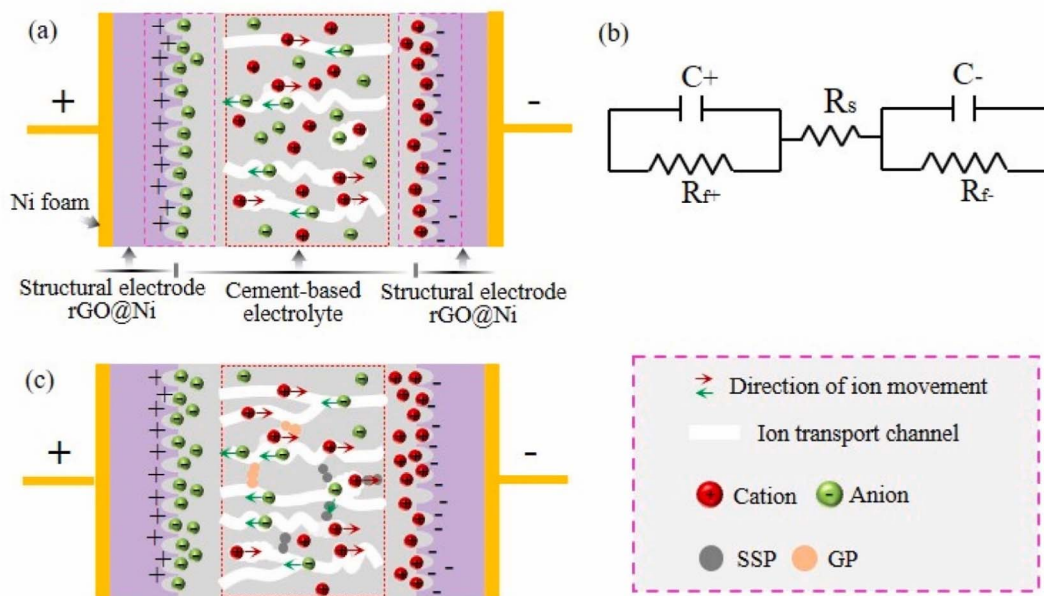 (a)
+
-
Ni foam
Structural electrode
rGO@Ni
Cement-based
electrolyte
Structural electrode
rGO@Ni
(b)
C+
C-
Rs
Rf+
Rf-
(c)
+
-
Direction of ion movement
Ion transport channel
Cation
Anion
SSP
GP